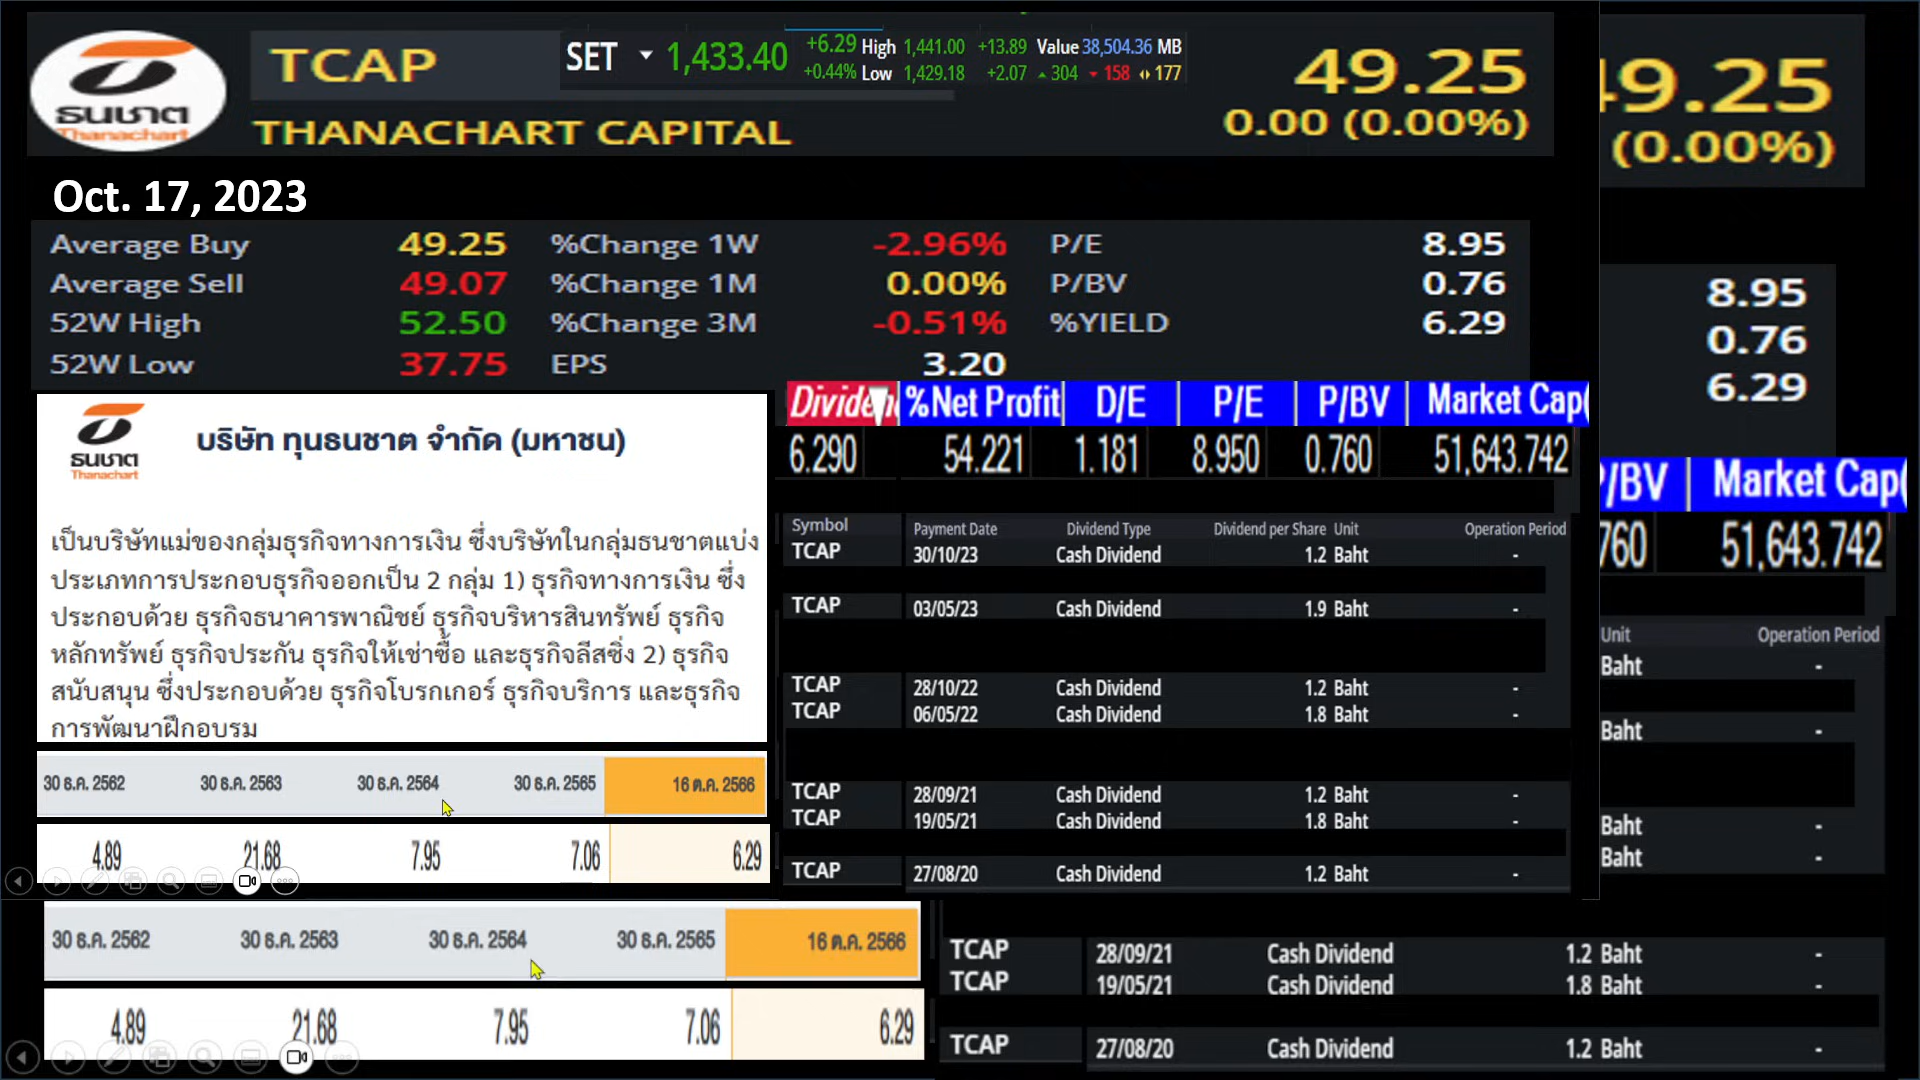 TCAP
SET 1,433.40 +6.29 High 1,441.00 +13.89 Value 38,504.36 MB
+0.44% Low 1,429.18 +2.07 304 158 177
49.25
0.00 (0.00%)
ธนชาต
Thanachart
THANACHART CAPITAL
49.25
(0.00%)
Oct. 17, 2023
Average Buy 49.25 %Change 1W -2.96% P/E 8.95
Average Sell 49.07 %Change 1M 0.00% P/BV 0.76
52W High 52.50 %Change 3M -0.51% %YIELD 6.29
52W Low 37.75 EPS 3.20
8.95
0.76
6.29
%Net Profit D/E P/E P/BV Market Cap(
6.290 54.221 1.181 8.950 0.760 51,643.742
P/BV Market Cap(
760 51,643.742
ธนชาต
Thanachart
บริษัท ทุนธนชาต จำกัด (มหาชน)
เป็นบริษัทแม่ของกลุ่มธุรกิจทางการเงิน ซึ่งบริษัทในกลุ่มธนชาตแบ่ง
ประเภทการประกอบธุรกิจออกเป็น 2 กลุ่ม 1) ธุรกิจทางการเงิน ซึ่ง
ประกอบด้วย ธุรกิจธนาคารพาณิชย์ ธุรกิจบริหารสินทรัพย์ ธุรกิจ
หลักทรัพย์ ธุรกิจประกัน ธุรกิจให้เช่าซื้อ และธุรกิจลีสซิ่ง 2) ธุรกิจ
สนับสนุน ซึ่งประกอบด้วย ธุรกิจโบรกเกอร์ ธุรกิจบริการ และธุรกิจ
การพัฒนาฝึกอบรม
Symbol Payment Date Dividend Type Dividend per Share Unit Operation Period
TCAP 30/10/23 Cash Dividend 1.2 Baht -
TCAP 03/05/23 Cash Dividend 1.9 Baht -
TCAP 28/10/22 Cash Dividend 1.2 Baht -
TCAP 06/05/22 Cash Dividend 1.8 Baht -
TCAP 28/09/21 Cash Dividend 1.2 Baht -
TCAP 19/05/21 Cash Dividend 1.8 Baht -
TCAP 27/08/20 Cash Dividend 1.2 Baht -
Unit Operation Period
Baht -
Baht -
Baht -
Baht -
30 ธ.ค. 2562 30 ธ.ค. 2563 30 ธ.ค. 2564 30 ธ.ค. 2565 16 ต.ค. 2566
4.89 21.68 7.95 7.06 6.29
30 ธ.ค. 2562 30 ธ.ค. 2563 30 ธ.ค. 2564 30 ธ.ค. 2565 16 ต.ค. 2566
4.89 21.68 7.95 7.06 6.29
TCAP 28/09/21 Cash Dividend 1.2 Baht -
TCAP 19/05/21 Cash Dividend 1.8 Baht -
TCAP 27/08/20 Cash Dividend 1.2 Baht -